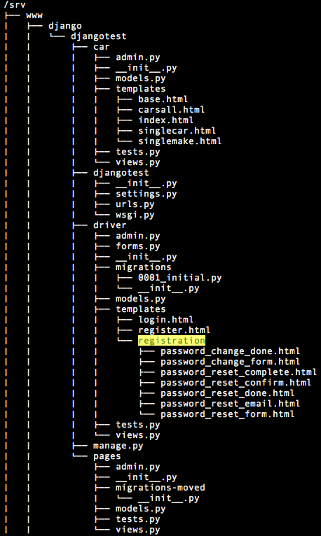 /srv
├── www
│   ├── django
│   │   └── djangotest
│   │       ├── car
│   │       │   ├── admin.py
│   │       │   ├── __init__.py
│   │       │   ├── models.py
│   │       │   ├── templates
│   │       │   │   ├── base.html
│   │       │   │   ├── carsall.html
│   │       │   │   ├── index.html
│   │       │   │   ├── singlecar.html
│   │       │   │   └── singlemake.html
│   │       │   ├── tests.py
│   │       │   └── views.py
│   │       ├── djangotest
│   │       │   ├── __init__.py
│   │       │   ├── settings.py
│   │       │   ├── urls.py
│   │       │   └── wsgi.py
│   │       ├── driver
│   │       │   ├── admin.py
│   │       │   ├── forms.py
│   │       │   ├── __init__.py
│   │       │   ├── migrations
│   │       │   │   ├── 0001_initial.py
│   │       │   │   └── __init__.py
│   │       │   ├── models.py
│   │       │   ├── templates
│   │       │   │   ├── login.html
│   │       │   │   ├── register.html
│   │       │   │   └── registration
│   │       │   │       ├── password_change_done.html
│   │       │   │       ├── password_change_form.html
│   │       │   │       ├── password_reset_complete.html
│   │       │   │       ├── password_reset_confirm.html
│   │       │   │       ├── password_reset_done.html
│   │       │   │       ├── password_reset_email.html
│   │       │   │       └── password_reset_form.html
│   │       │   ├── tests.py
│   │       │   └── views.py
│   │       ├── manage.py
│   │       └── pages
│   │           ├── admin.py
│   │           ├── __init__.py
│   │           ├── migrations-moved
│   │           │   └── __init__.py
│   │           ├── models.py
│   │           ├── tests.py
│   │           └── views.py